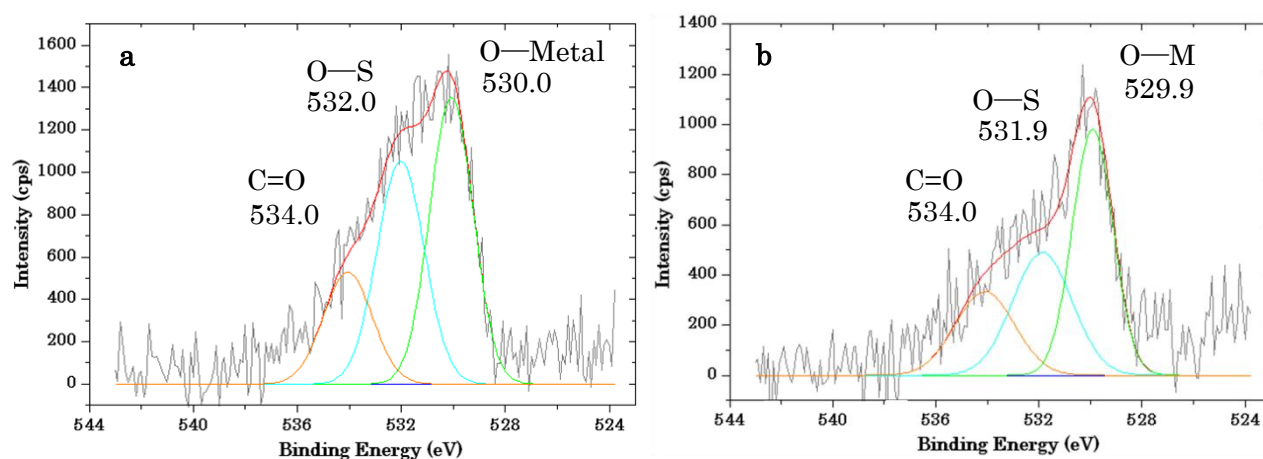 a
O—Metal
530.0
O—S
532.0
C=O
534.0
1600
1400
1200
1000
800
600
400
200
0
Intensity (cps)
544
540
536
532
528
524
Binding Energy (eV)
b
O—M
529.9
O—S
531.9
C=O
534.0
1400
1200
1000
800
600
400
200
0
Intensity (cps)
544
540
536
532
528
524
Binding Energy (eV)